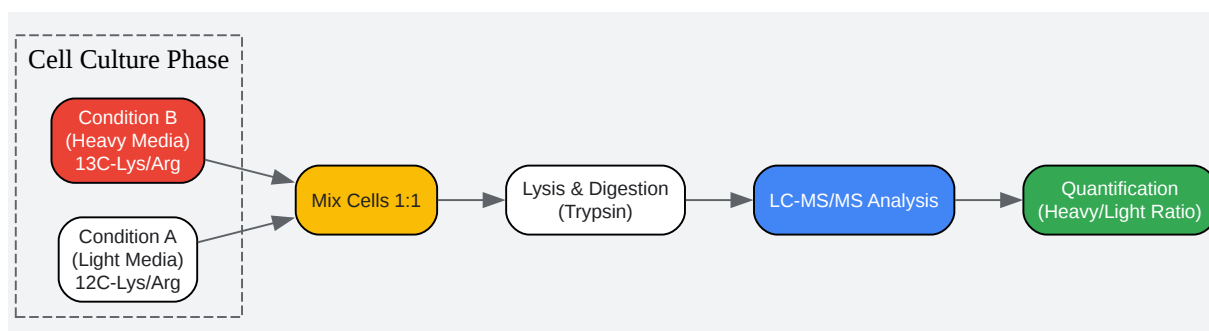 Cell Culture Phase
Condition B
(Heavy Media)
13C-Lys/Arg
Condition A
(Light Media)
12C-Lys/Arg
Mix Cells 1:1
Lysis & Digestion
(Trypsin)
LC-MS/MS Analysis
Quantification
(Heavy/Light Ratio)